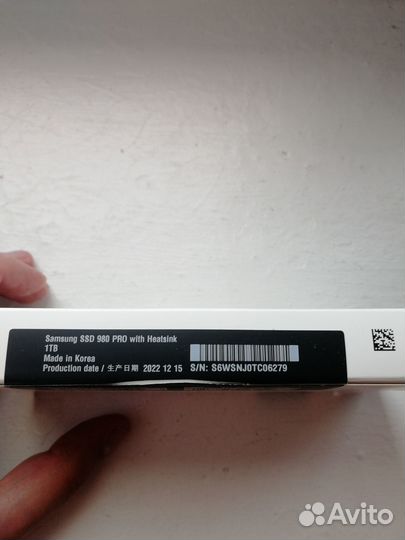 Samsung SSD 980 PRO with Heatsink
1TB
Made in Korea
Production date / 生产日期 2022 12 15
S/N: S6WSNJ0TC06279
Avito